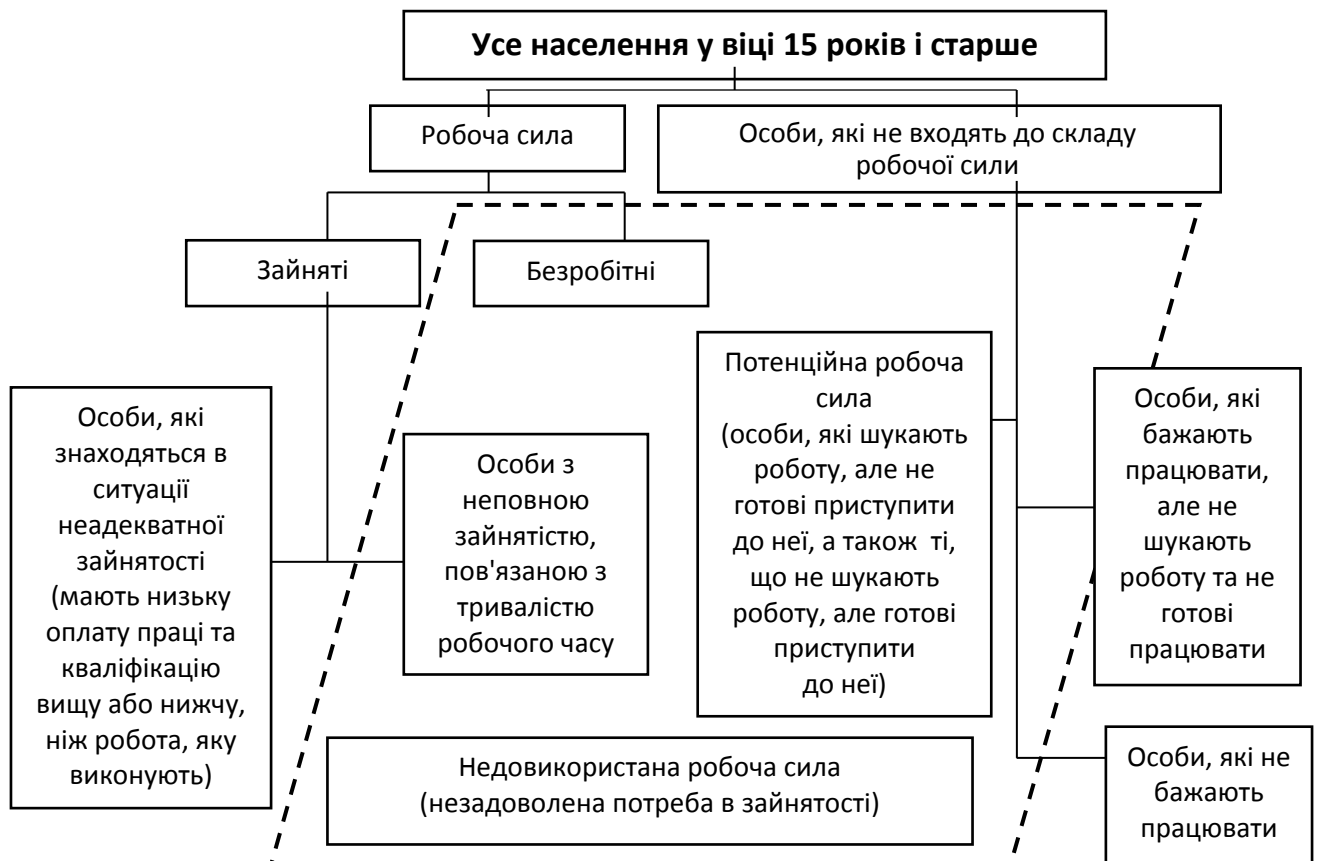 Усе населення у віці 15 років і старше
Робоча сила
Особи, які не входять до складу
робочої сили
Зайняті
Безробітні
Особи, які
знаходяться в
ситуації
неадекватної
зайнятості
(мають низьку
оплату праці та
кваліфікацію
вищу або нижчу,
ніж робота, яку
виконують)
Особи з
неповною
зайнятістю,
пов'язаною з
тривалістю
робочого часу
Потенційна робоча
сила
(особи, які шукають
роботу, але не
готові приступити
до неї, а також ті,
що не шукають
роботу, але готові
приступити
до неї)
Особи, які
бажають
працювати,
але не
шукають
роботу та не
готові
працювати
Недовикористана робоча сила
(незадоволена потреба в зайнятості)
Особи, які не
бажають
працювати